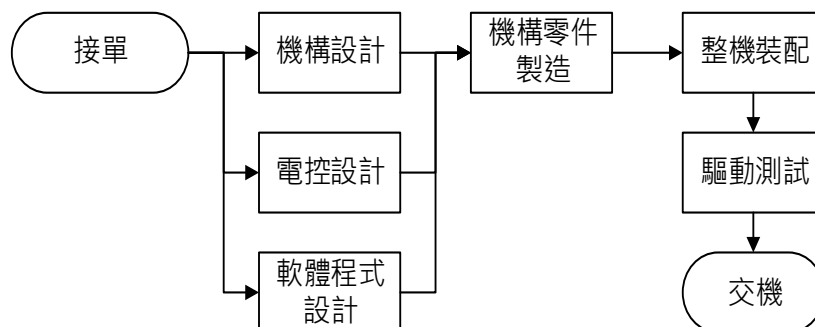 接單
機構設計
機構零件
製造
整機裝配
電控設計
驅動測試
軟體程式
設計
交機